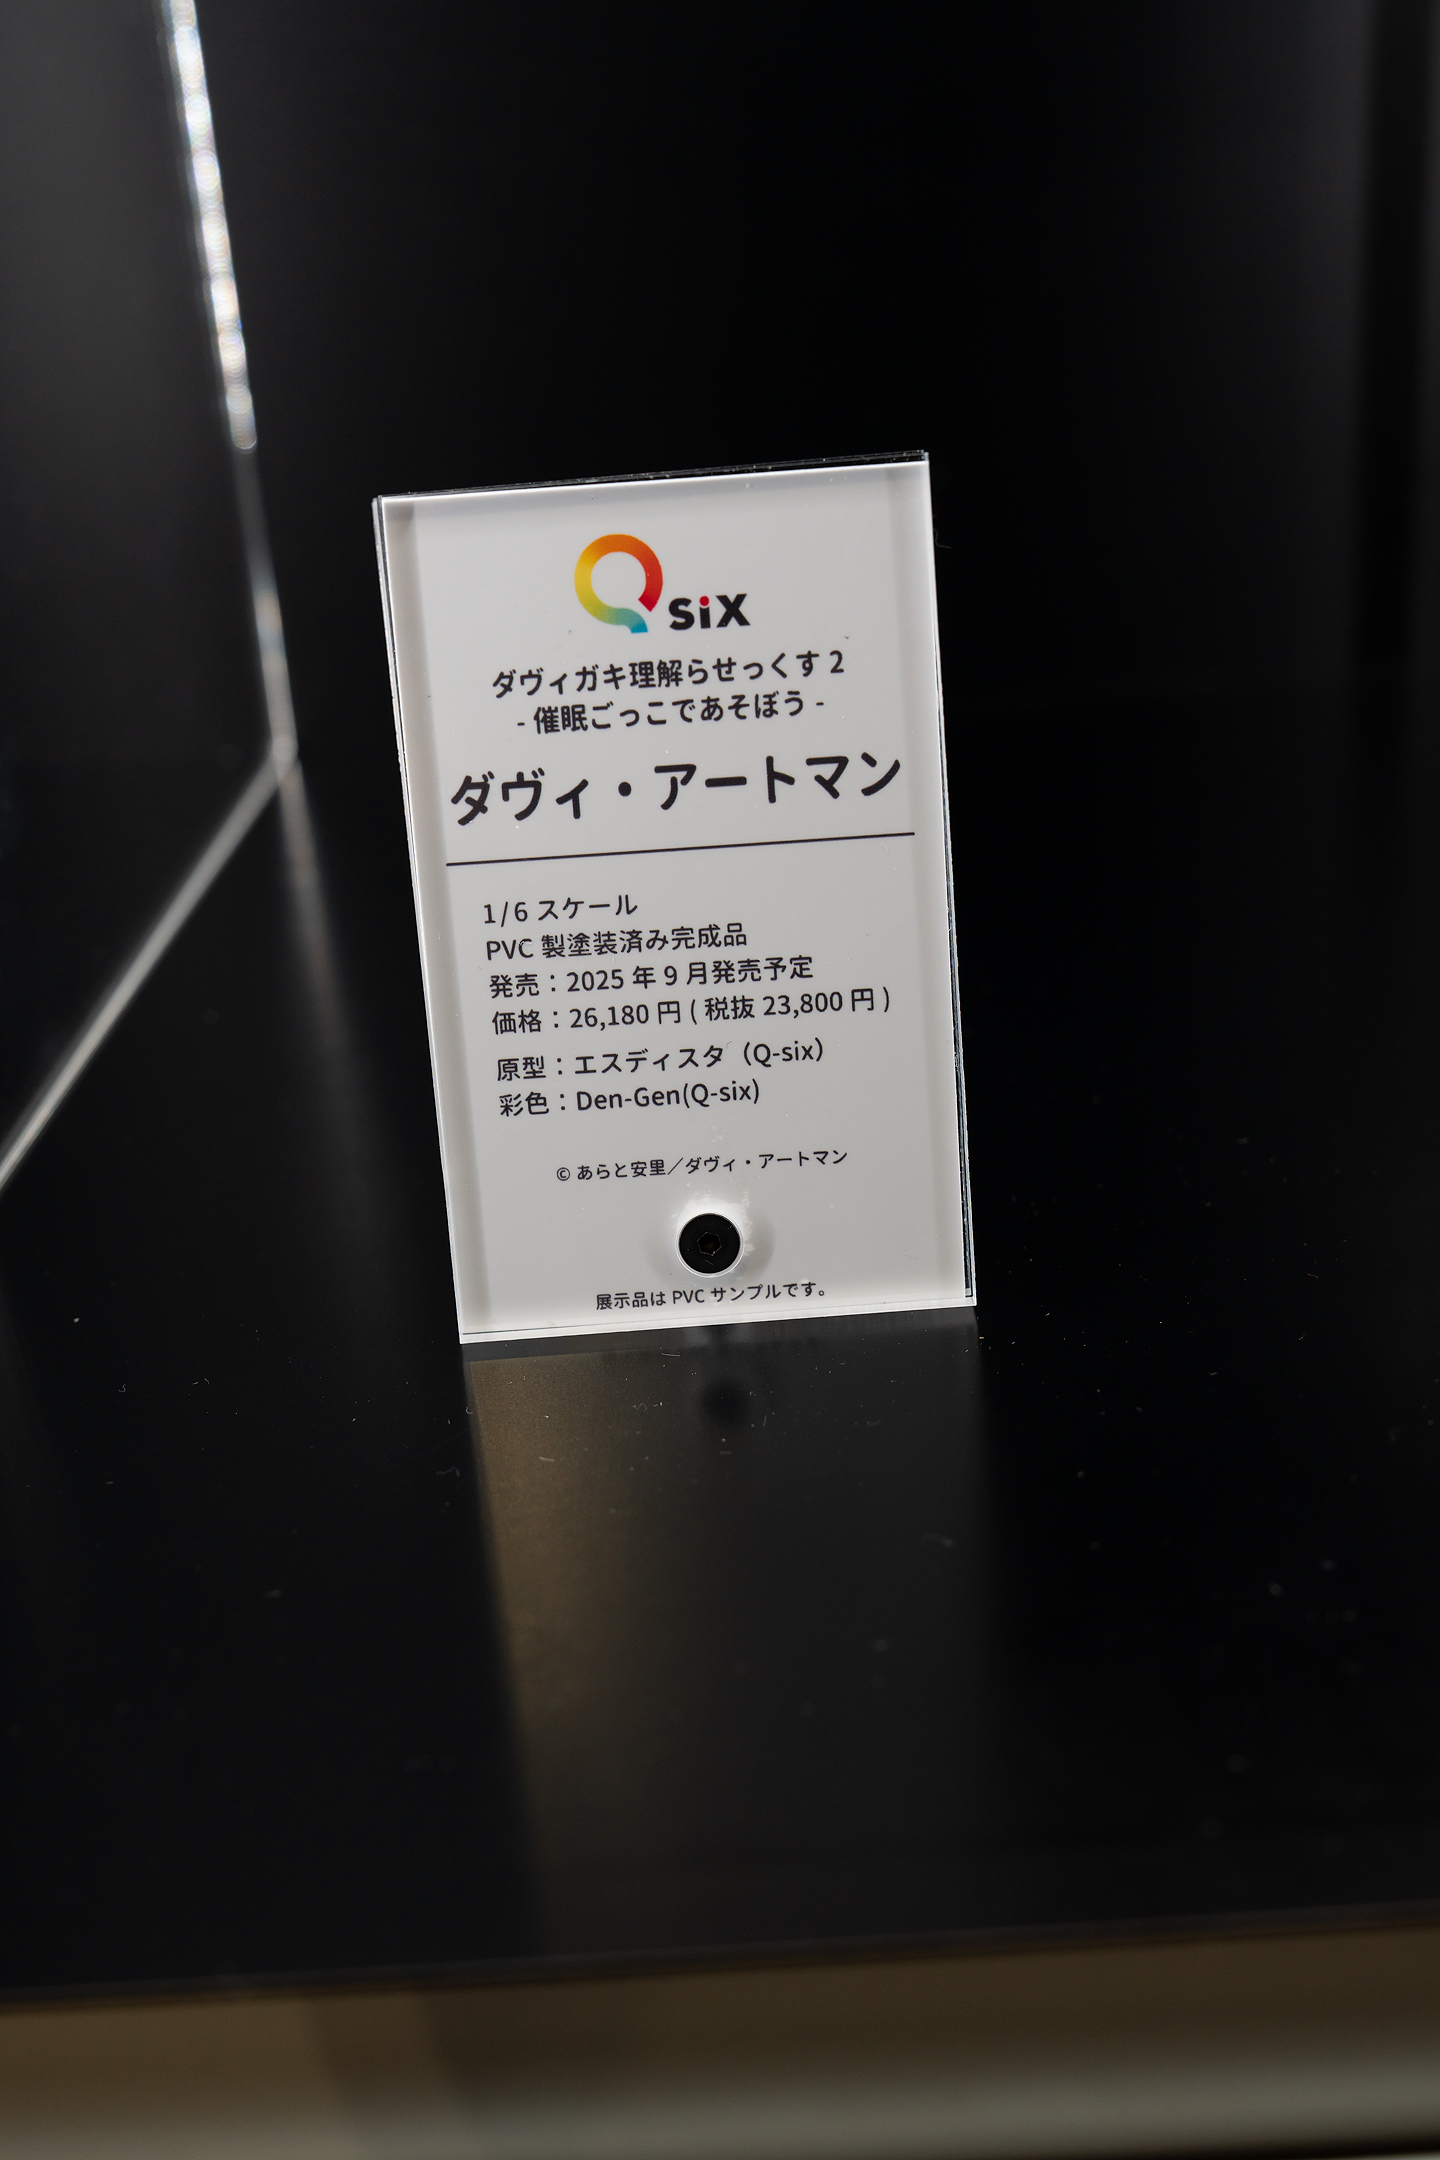 Q six
ダヴィガキ理解らせっくす 2
- 催眠ごっこであそぼう -
ダヴィ・アートマン
1/6 スケール
PVC 製塗装済み完成品
発売：2025 年 9 月発売予定
価格：26,180 円 ( 税抜 23,800 円 )
原型：エスディスタ（Q-six）
彩色：Den-Gen(Q-six)
© あらと安里／ダヴィ・アートマン
展示品は PVC サンプルです。